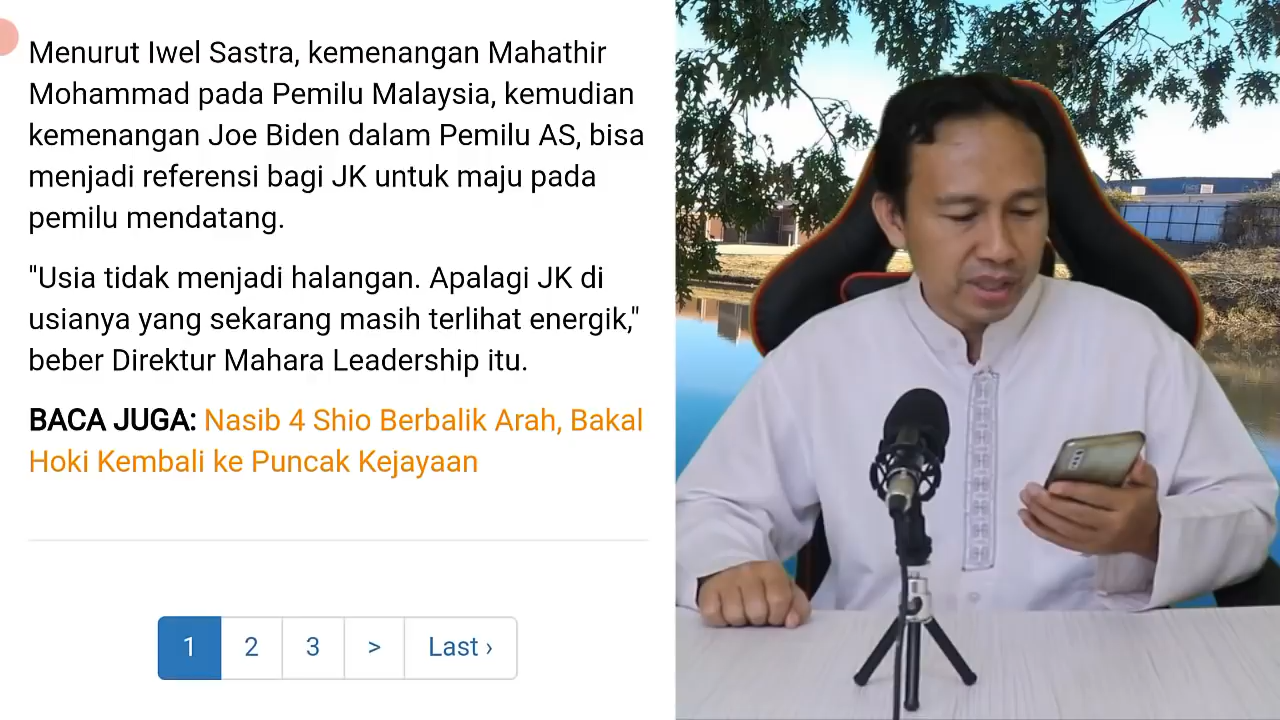 Menurut Iwel Sastra, kemenangan Mahathir
Mohammad pada Pemilu Malaysia, kemudian
kemenangan Joe Biden dalam Pemilu AS, bisa
menjadi referensi bagi JK untuk maju pada
pemilu mendatang.
"Usia tidak menjadi halangan. Apalagi JK di
usianya yang sekarang masih terlihat energik,"
beber Direktur Mahara Leadership itu.
BACA JUGA: Nasib 4 Shio Berbalik Arah, Bakal
Hoki Kembali ke Puncak Kejayaan
1 2 3 > Last ›